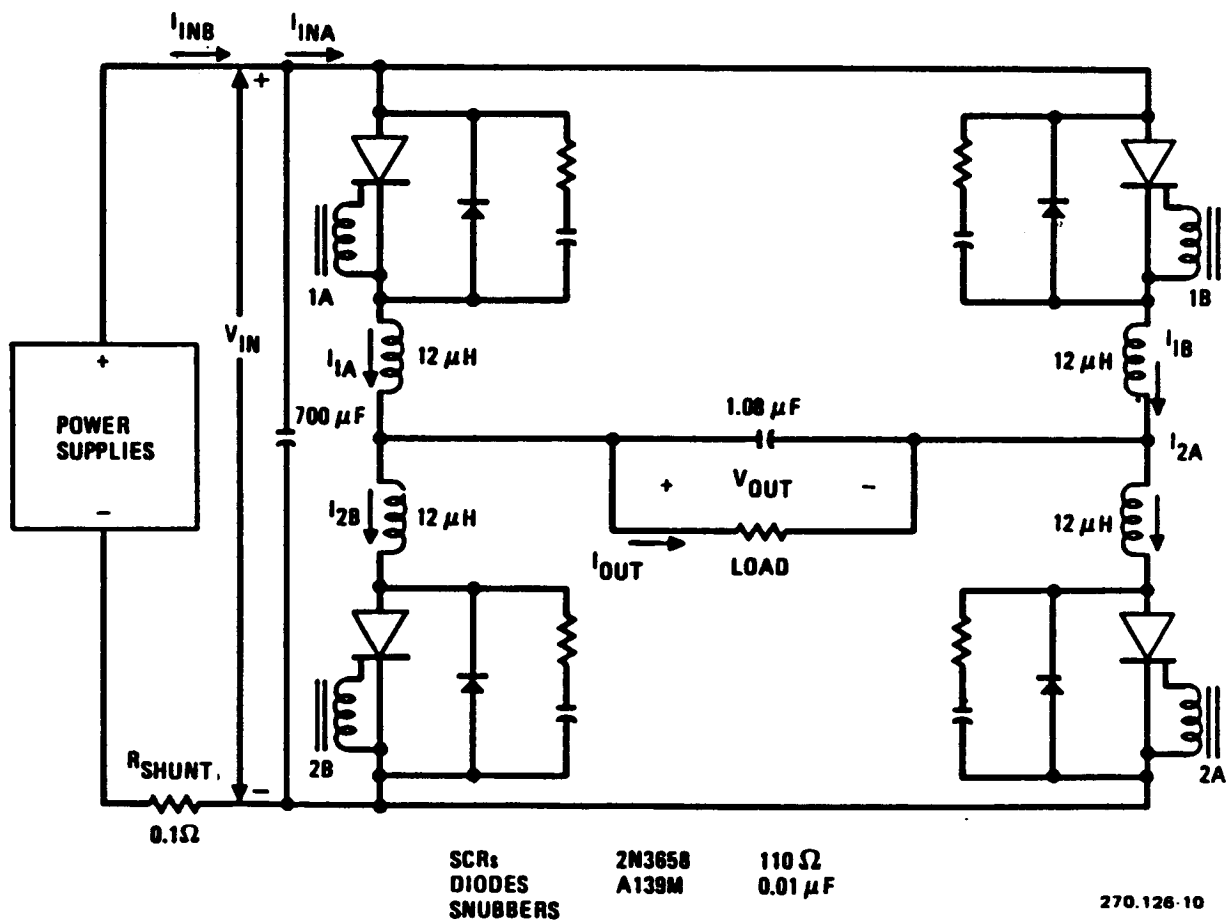 I_INB
I_INA
+
1A
1B
V_IN
I_1A
12 μH
12 μH
I_1B
+
POWER
SUPPLIES
−
700 μF
1.08 μF
I_2A
+ V_OUT −
I_2B
12 μH
12 μH
I_OUT
LOAD
R_SHUNT
−
2B
2A
0.1Ω
SCRs 2N3658 110 Ω
DIODES A139M 0.01 μF
SNUBBERS
270.126-10